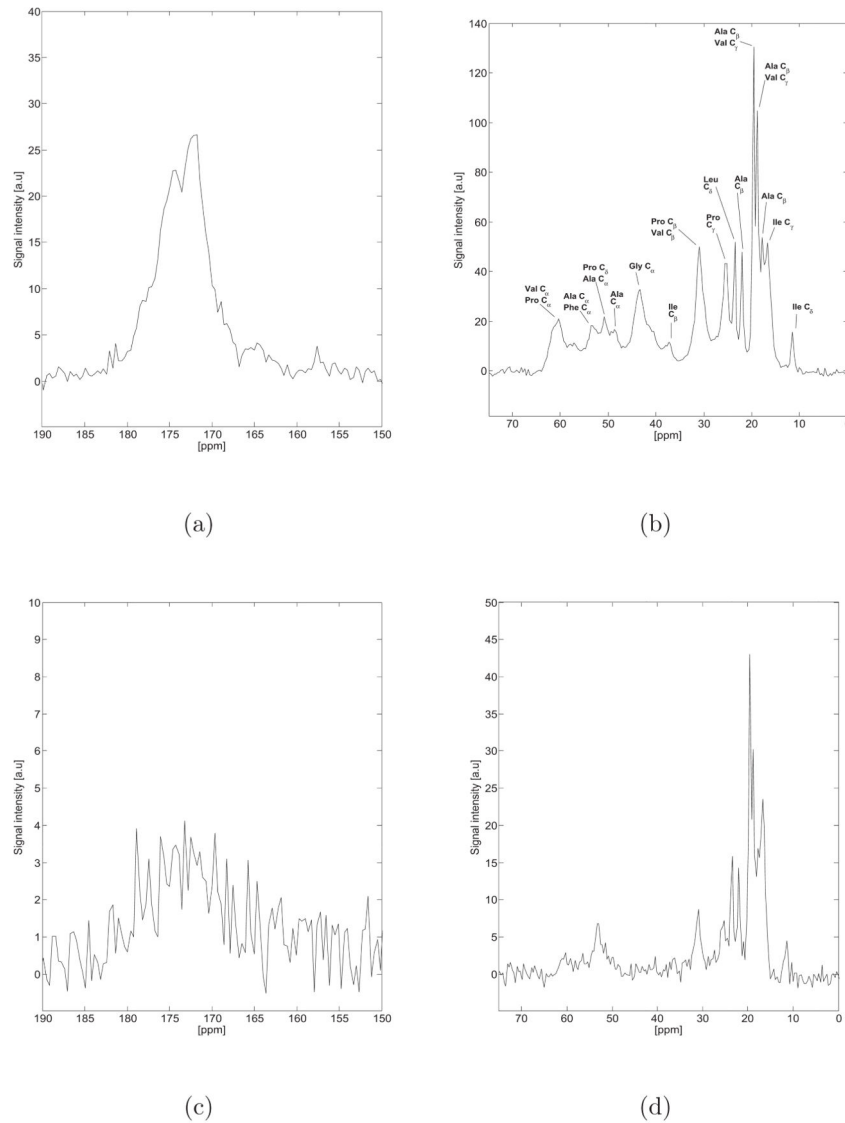 40
35
30
25
20
15
10
5
0
Signal intensity [a.u]
190 185 180 175 170 165 160 155 150
[ppm]
(a)
140
120
100
80
60
40
20
0
Signal intensity [a.u]
Ala Cβ
Val Cγ
Ala Cβ
Val Cγ
Leu
Cδ
Ala
Cβ
Pro Cβ
Val Cβ
Pro
Cγ
Ala Cβ
Ile Cγ
Gly Cα
Pro Cδ
Ala Cα
Val Cα
Pro Cα
Ala Cα
Phe Cα
Ala
Cα
Ile
Cβ
Ile Cδ
70 60 50 40 30 20 10 0
[ppm]
(b)
10
9
8
7
6
5
4
3
2
1
0
Signal intensity [a.u]
190 185 180 175 170 165 160 155 150
[ppm]
(c)
50
45
40
35
30
25
20
15
10
5
0
Signal intensity [a.u]
70 60 50 40 30 20 10 0
[ppm]
(d)